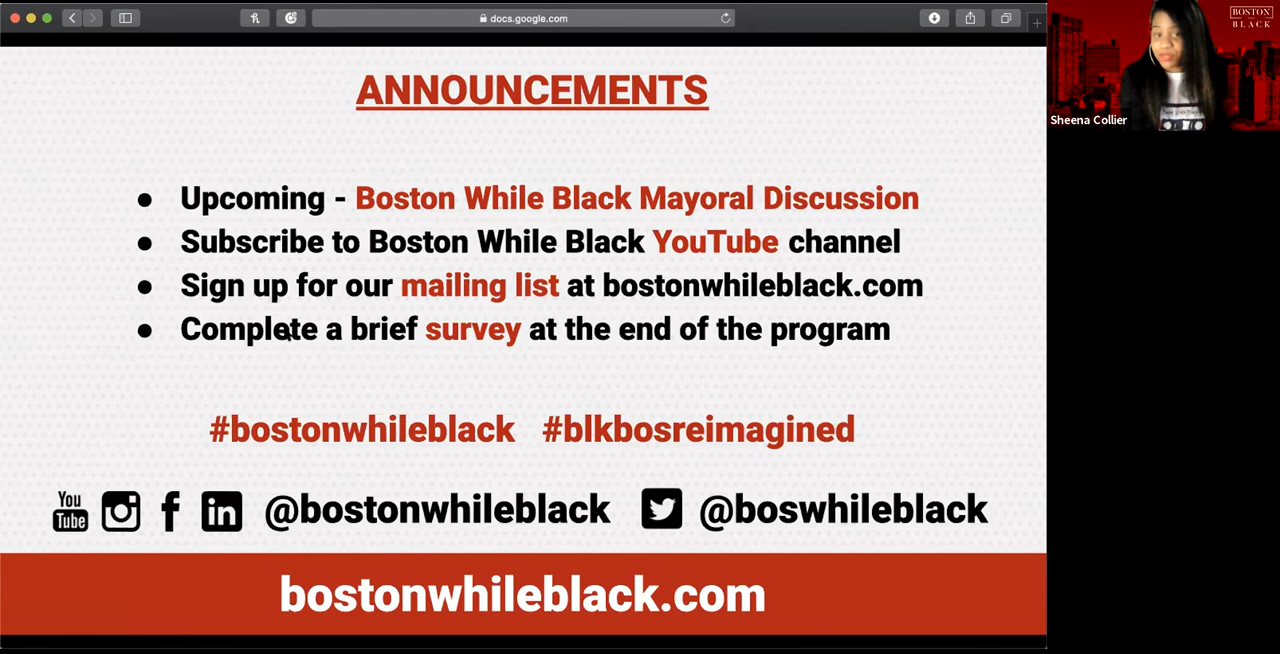 docs.google.com
BOSTON
BLACK
Sheena Collier
ANNOUNCEMENTS
● Upcoming - Boston While Black Mayoral Discussion
● Subscribe to Boston While Black YouTube channel
● Sign up for our mailing list at bostonwhileblack.com
● Complete a brief survey at the end of the program
#bostonwhileblack #blkbosreimagined
You Tube f in @bostonwhileblack @boswhileblack
bostonwhileblack.com